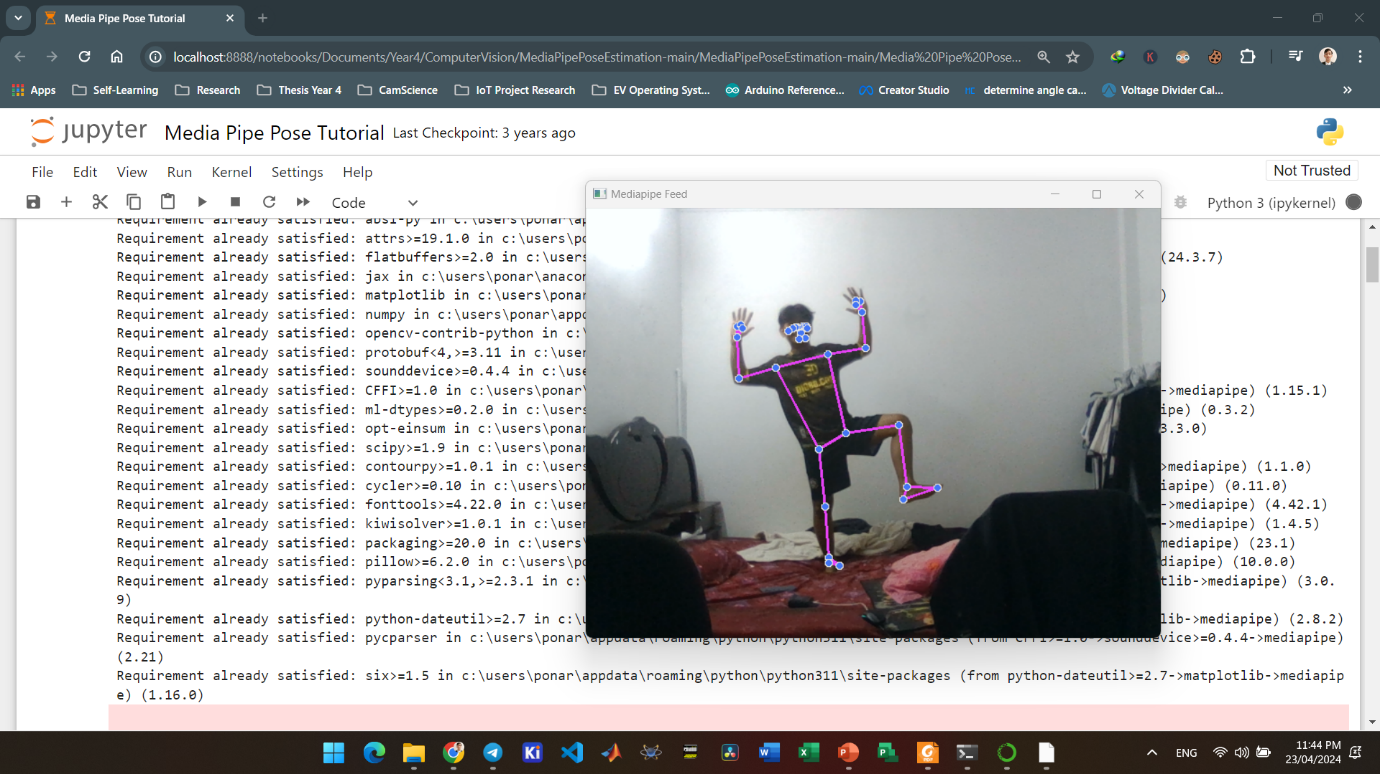 Media Pipe Pose Tutorial
localhost:8888/notebooks/Documents/Year4/ComputerVision/MediaPipePoseEstimation-main/MediaPipePoseEstimation-main/Media%20Pipe%20Pose...
Apps Self-Learning Research Thesis Year 4 CamScience IoT Project Research EV Operating Syst... Arduino Reference... Creator Studio determine angle ca... Voltage Divider Cal... »
jupyter Media Pipe Pose Tutorial Last Checkpoint: 3 years ago
File Edit View Run Kernel Settings Help
Not Trusted
Code
Python 3 (ipykernel)
Mediapipe Feed
Requirement already satisfied: absl-py in c:\users\ponar\ap
Requirement already satisfied: attrs>=19.1.0 in c:\users\po
Requirement already satisfied: flatbuffers>=2.0 in c:\users (24.3.7)
Requirement already satisfied: jax in c:\users\ponar\anacon
Requirement already satisfied: matplotlib in c:\users\ponar )
Requirement already satisfied: numpy in c:\users\ponar\appd
Requirement already satisfied: opencv-contrib-python in c:\
Requirement already satisfied: protobuf<4,>=3.11 in c:\user
Requirement already satisfied: sounddevice>=0.4.4 in c:\use
Requirement already satisfied: CFFI>=1.0 in c:\users\ponar\ ->mediapipe) (1.15.1)
Requirement already satisfied: ml-dtypes>=0.2.0 in c:\users ipe) (0.3.2)
Requirement already satisfied: opt-einsum in c:\users\ponar 3.3.0)
Requirement already satisfied: scipy>=1.9 in c:\users\ponar
Requirement already satisfied: contourpy>=1.0.1 in c:\users ->mediapipe) (1.1.0)
Requirement already satisfied: cycler>=0.10 in c:\users\pon iapipe) (0.11.0)
Requirement already satisfied: fonttools>=4.22.0 in c:\user ->mediapipe) (4.42.1)
Requirement already satisfied: kiwisolver>=1.0.1 in c:\user ->mediapipe) (1.4.5)
Requirement already satisfied: packaging>=20.0 in c:\users\ mediapipe) (23.1)
Requirement already satisfied: pillow>=6.2.0 in c:\users\po mediapipe) (10.0.0)
Requirement already satisfied: pyparsing<3.1,>=2.3.1 in c:\ tlib->mediapipe) (3.0.
9)
Requirement already satisfied: python-dateutil>=2.7 in c:\u lib->mediapipe) (2.8.2)
Requirement already satisfied: pycparser in c:\users\ponar\appdata\roaming\python\python311\site-packages (from CFFI>=1.0->sounddevice>=0.4.4->mediapipe)
(2.21)
Requirement already satisfied: six>=1.5 in c:\users\ponar\appdata\roaming\python\python311\site-packages (from python-dateutil>=2.7->matplotlib->mediapip
e) (1.16.0)
ENG
11:44 PM
23/04/2024